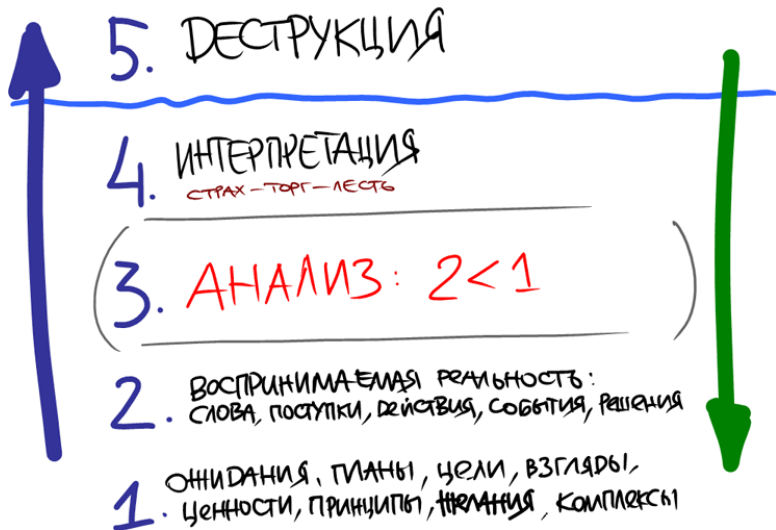 5. ДЕСТРУКЦИЯ
4. ИНТЕРПРЕТАЦИЯ
СТРАХ-ТОРГ-ЛЕСТЬ
3. АНАЛИЗ: 2<1
2. ВОСПРИНИМАЕМАЯ РЕАЛЬНОСТЬ:
СЛОВА, ПОСТУПКИ, ДЕЙСТВИЯ, СОБЫТИЯ, РЕШЕНИЯ
1. ОЖИДАНИЯ, ПЛАНЫ, ЦЕЛИ, ВЗГЛЯДЫ,
ЦЕННОСТИ, ПРИНЦИПЫ, ЖЕЛАНИЯ, КОМПЛЕКСЫ